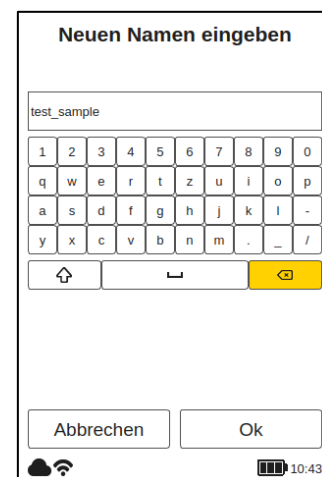 Neuen Namen eingeben
test_sample
1 2 3 4 5 6 7 8 9 0
q w e r t z u i o p
a s d f g h j k l -
y x c v b n m . _ /
Abbrechen Ok
10:43